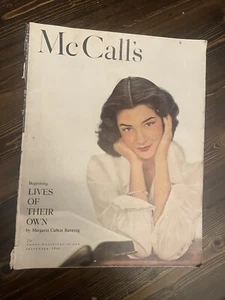 McCall's
Beginning
LIVES
OF
THEIR
OWN
by Margaret Culkin Banning